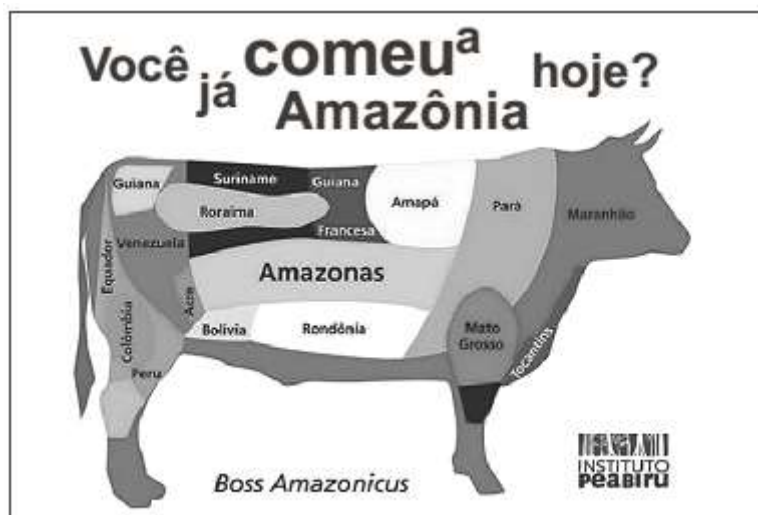 Você já comeu a Amazônia hoje?
Guiana
Suriname
Guiana
Francesa
Roraima
Amapá
Pará
Maranhão
Venezuela
Equador
Amazonas
Acre
Colômbia
Bolívia
Rondônia
Mato
Grosso
Peru
Tocantins
Boss Amazonicus
INSTITUTO
PEABIRU